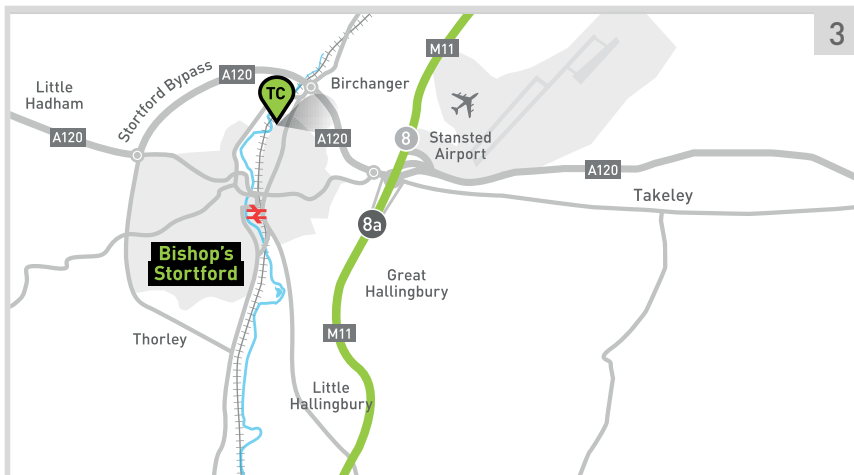 3
M11
Stortford Bypass
A120
Birchanger
Little
Hadham
TC
A120
A120
8
Stansted
Airport
A120
Takeley
8a
Bishop's
Stortford
Great
Hallingbury
Thorley
M11
Little
Hallingbury